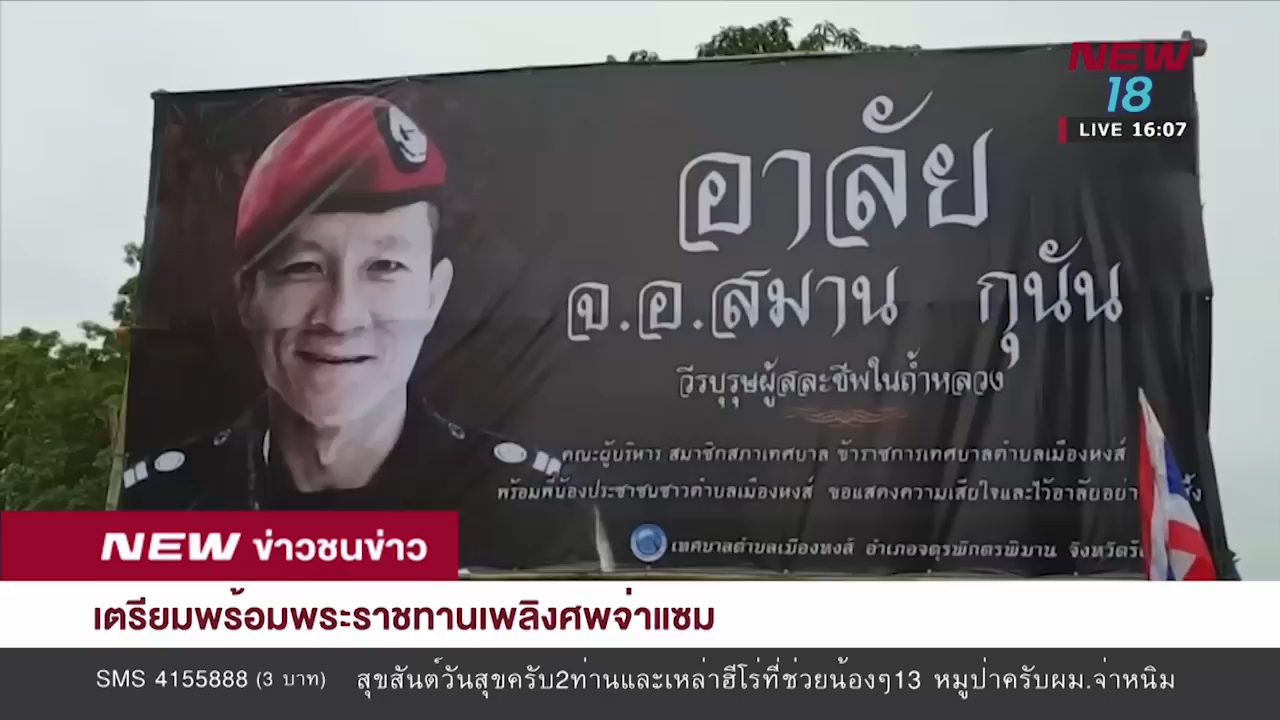 NEW
18
LIVE 16:07
อาลัย
จ.อ.สมาน กุนัน
วีรบุรุษผู้สละชีพในถ้ำหลวง
คณะผู้บริหาร สมาชิกสภาเทศบาล ข้าราชการเทศบาลตำบลเมืองหงส์
พร้อมพี่น้องประชาชนชาวตำบลเมืองหงส์ ขอแสดงความเสียใจและไว้อาลัย
เทศบาลตำบลเมืองหงส์ อำเภอจตุรพักตรพิมาน จังหวัด
NEW ข่าวชนข่าว
เตรียมพร้อมพระราชทานเพลิงศพจ่าแซม
SMS 4155888 (3 บาท) สุขสันต์วันสุขครับ2ท่านและเหล่าฮีโร่ที่ช่วยน้องๆ13 หมูป่าครับผม.จ่าหนิม